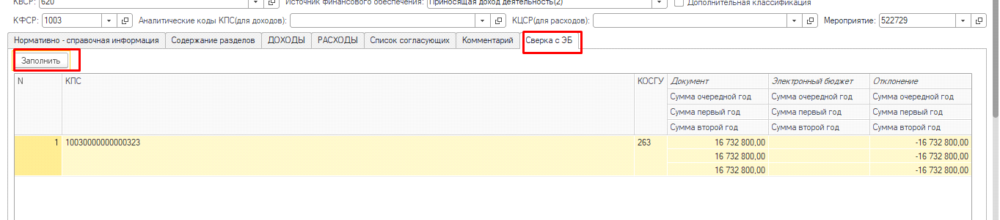 КВСР: 620 Источник финансового обеспечения: Приносящая доход деятельность(2) Дополнительная классификация
КФСР: 1003 Аналитические коды КПС(для доходов): КЦСР(для расходов): Мероприятие: 522729
Нормативно - справочная информация Содержание разделов ДОХОДЫ РАСХОДЫ Список согласующих Комментарий Сверка с ЭБ
Заполнить
N КПС КОСГУ Документ Электронный бюджет Отклонение
Сумма очередной год Сумма очередной год Сумма очередной год
Сумма первый год Сумма первый год Сумма первый год
Сумма второй год Сумма второй год Сумма второй год
1 10030000000000323 263 16 732 800,00 -16 732 800,00
16 732 800,00 -16 732 800,00
16 732 800,00 -16 732 800,00